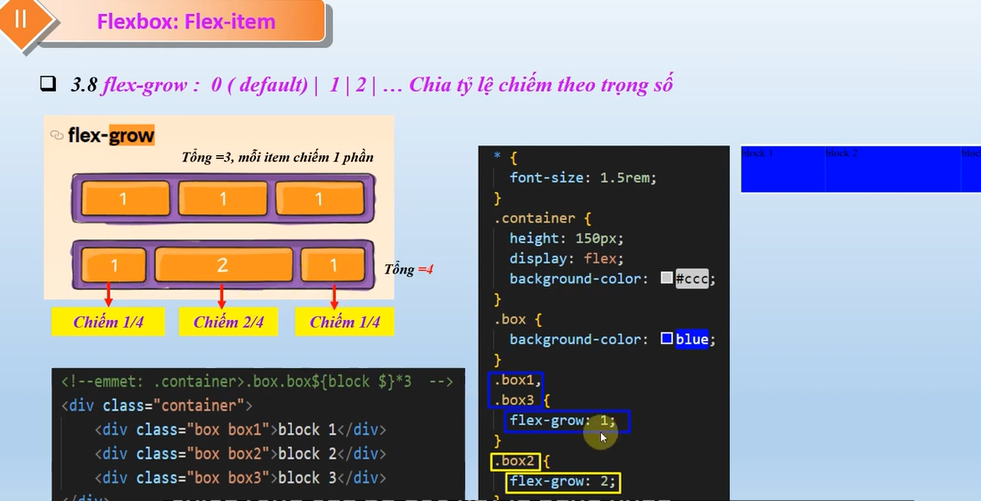 II
Flexbox: Flex-item
3.8 flex-grow : 0 ( default) | 1 | 2 | … Chia tỷ lệ chiếm theo trọng số
flex-grow
Tổng =3, mỗi item chiếm 1 phần
1 1 1
1 2 1
Tổng =4
Chiếm 1/4 Chiếm 2/4 Chiếm 1/4
<!--emmet: .container>.box.box${block $}*3 -->
<div class="container">
<div class="box box1">block 1</div>
<div class="box box2">block 2</div>
<div class="box box3">block 3</div>
</div>
* {
font-size: 1.5rem;
}
.container {
height: 150px;
display: flex;
background-color: #ccc;
}
.box {
background-color: blue;
}
.box1,
.box3 {
flex-grow: 1;
}
.box2 {
flex-grow: 2;
}
block 1 block 2 bloc